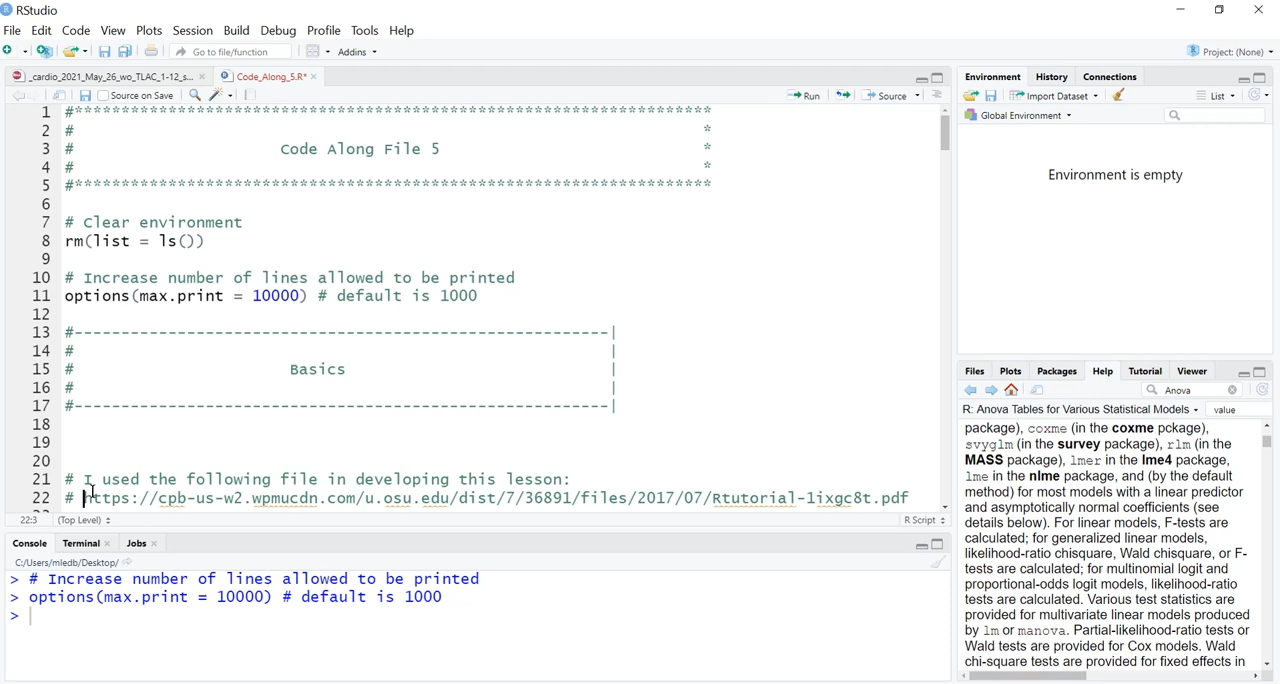 RStudio
File Edit Code View Plots Session Build Debug Profile Tools Help
Go to file/function Addins Project: (None)
_cardio_2021_May_26_wo_TLAC_1-12_s... Code_Along_5.R*
Source on Save Run Source
1 #*********************************************************************
2 # *
3 # Code Along File 5 *
4 # *
5 #*********************************************************************
6
7 # Clear environment
8 rm(list = ls())
9
10 # Increase number of lines allowed to be printed
11 options(max.print = 10000) # default is 1000
12
13 #-----------------------------------------------------------|
14 # |
15 # Basics |
16 # |
17 #-----------------------------------------------------------|
18
19
20
21 # I used the following file in developing this lesson:
22 # https://cpb-us-w2.wpmucdn.com/u.osu.edu/dist/7/36891/files/2017/07/Rtutorial-1ixgc8t.pdf
22:3 (Top Level) R Script
Console Terminal Jobs
C:/Users/mledb/Desktop/
> # Increase number of lines allowed to be printed
> options(max.print = 10000) # default is 1000
>
Environment History Connections
Import Dataset List
Global Environment
Environment is empty
Files Plots Packages Help Tutorial Viewer
Anova
R: Anova Tables for Various Statistical Models value
package), coxme (in the coxme pckage),
svyglm (in the survey package), rlm (in the
MASS package), lmer in the lme4 package,
lme in the nlme package, and (by the default
method) for most models with a linear predictor
and asymptotically normal coefficients (see
details below). For linear models, F-tests are
calculated; for generalized linear models,
likelihood-ratio chisquare, Wald chisquare, or F-
tests are calculated; for multinomial logit and
proportional-odds logit models, likelihood-ratio
tests are calculated. Various test statistics are
provided for multivariate linear models produced
by lm or manova. Partial-likelihood-ratio tests or
Wald tests are provided for Cox models. Wald
chi-square tests are provided for fixed effects in